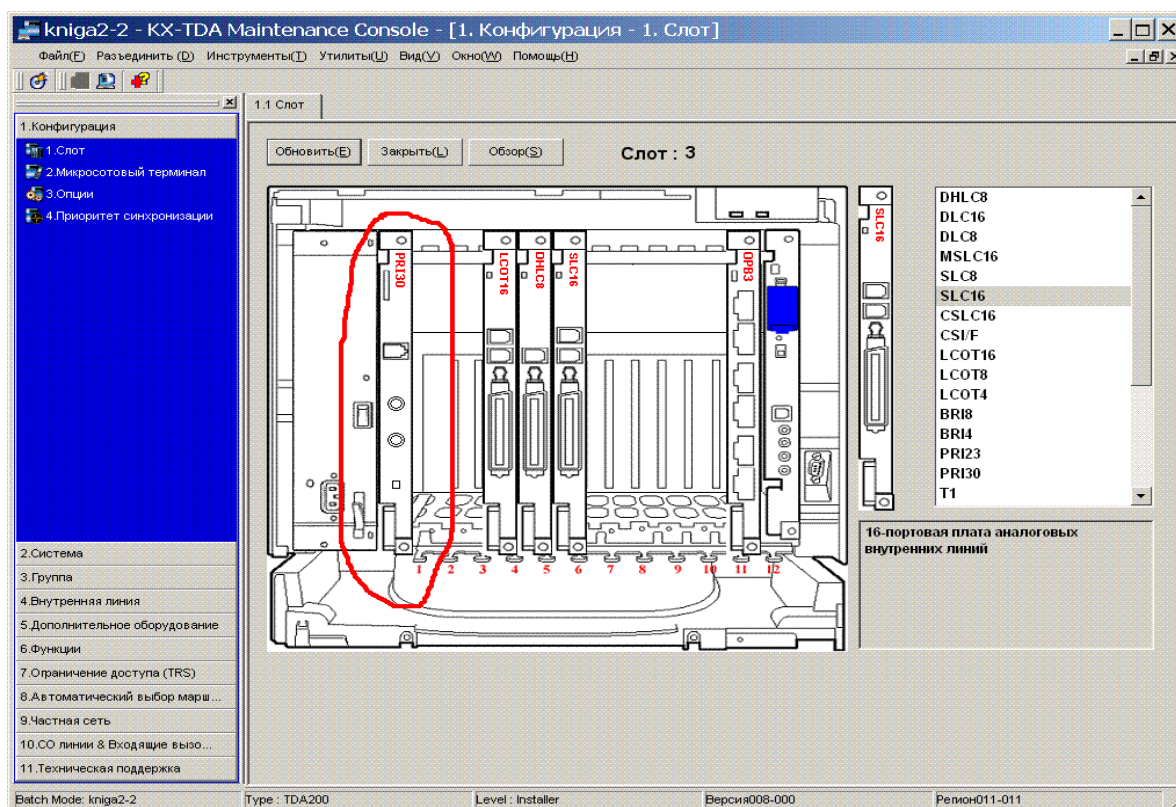 kniga2-2 - KX-TDA Maintenance Console - [1. Конфигурация - 1. Слот]
Файл(F) Разъединить (D) Инструменты(T) Утилиты(U) Вид(V) Окно(W) Помощь(H)
1.1 Слот
1.Конфигурация
1.Слот
2.Микросотовый терминал
3.Опции
4.Приоритет синхронизации
2.Система
3.Группа
4.Внутренняя линия
5.Дополнительное оборудование
6.Функции
7.Ограничение доступа (TRS)
8.Автоматический выбор марш...
9.Частная сеть
10.СО линии & Входящие вызо...
11.Техническая поддержка
Обновить(E) Закрыть(L) Обзор(S) Слот : 3
PRI30
LCOT16
DHLC8
SLC16
OPB3
1 2 3 4 5 6 7 8 9 10 11 12
SLC16
DHLC8
DLC16
DLC8
MSLC16
SLC8
SLC16
CSLC16
CSI/F
LCOT16
LCOT8
LCOT4
BRI8
BRI4
PRI23
PRI30
T1
16-портовая плата аналоговых
внутренних линий
Batch Mode: kniga2-2 Type : TDA200 Level : Installer Версия008-000 Регион011-011